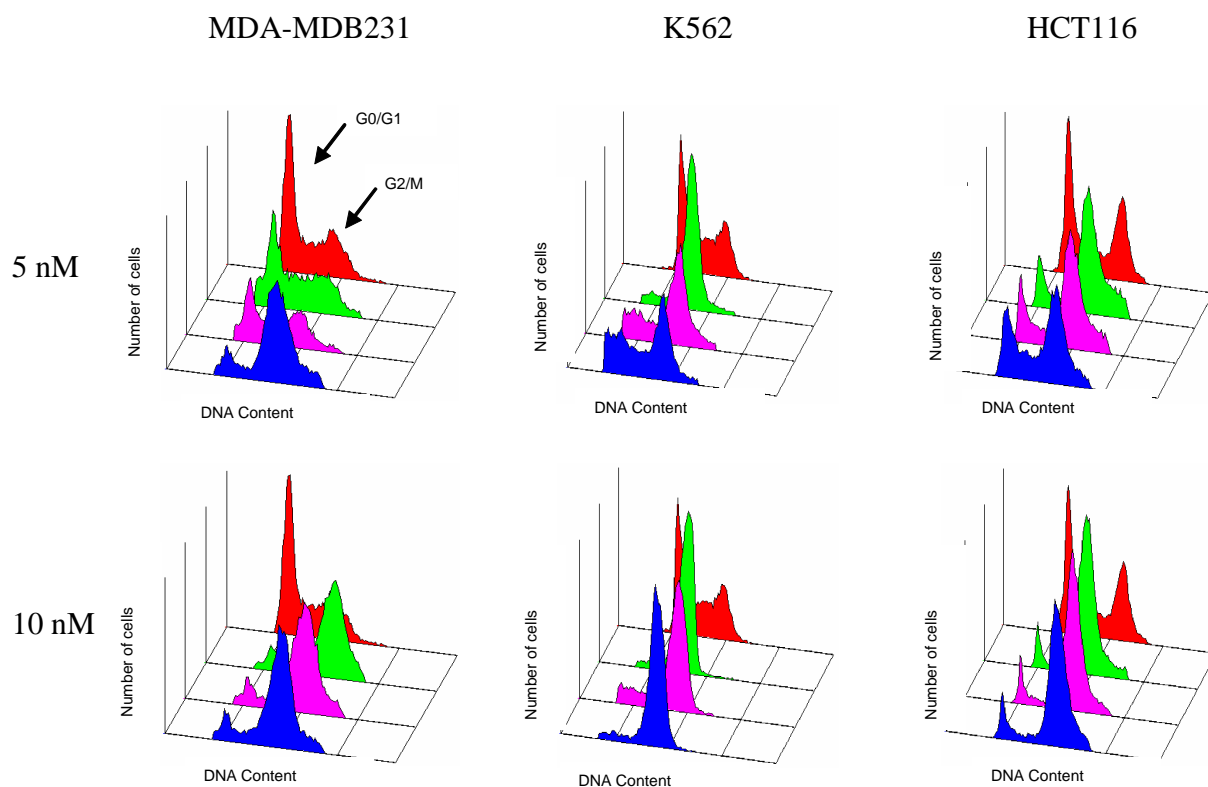 MDA-MDB231
K562
HCT116
5 nM
G0/G1
G2/M
Number of cells
DNA Content
Number of cells
DNA Content
Number of cells
DNA Content
10 nM
Number of cells
DNA Content
Number of cells
DNA Content
Number of cells
DNA Content